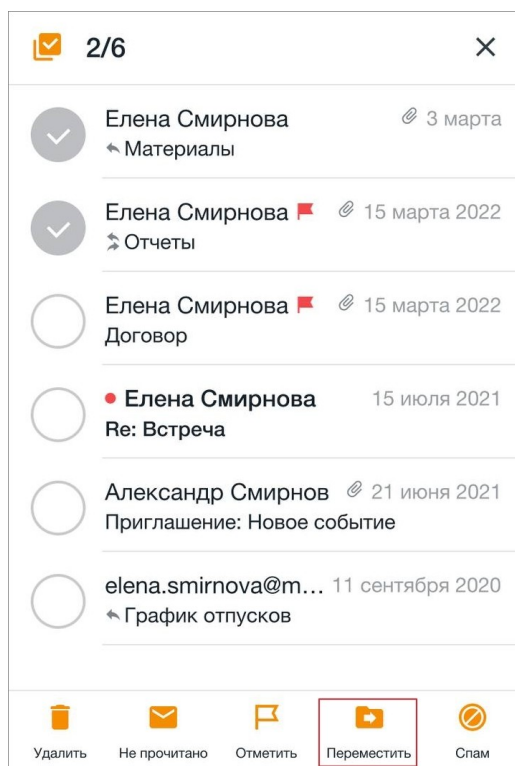 2/6
Елена Смирнова 3 марта
Материалы
Елена Смирнова 15 марта 2022
Отчеты
Елена Смирнова 15 марта 2022
Договор
Елена Смирнова 15 июля 2021
Re: Встреча
Александр Смирнов 21 июня 2021
Приглашение: Новое событие
elena.smirnova@m... 11 сентября 2020
График отпусков
Удалить Не прочитано Отметить Переместить Спам